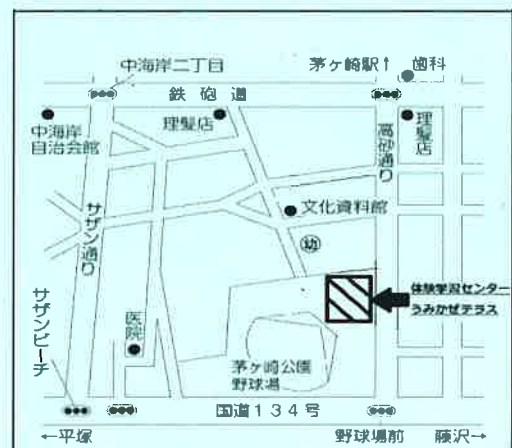 中海岸二丁目
茅ヶ崎駅↑
歯科
鉄砲道
理髪店
理髪店
中海岸
自治会館
高砂通り
サザン通り
文化資料館
幼
体験学習センター
うみかぜテラス
サザンビーチ
医院
茅ヶ崎公園
野球場
国道134号
←平塚
野球場前
藤沢→